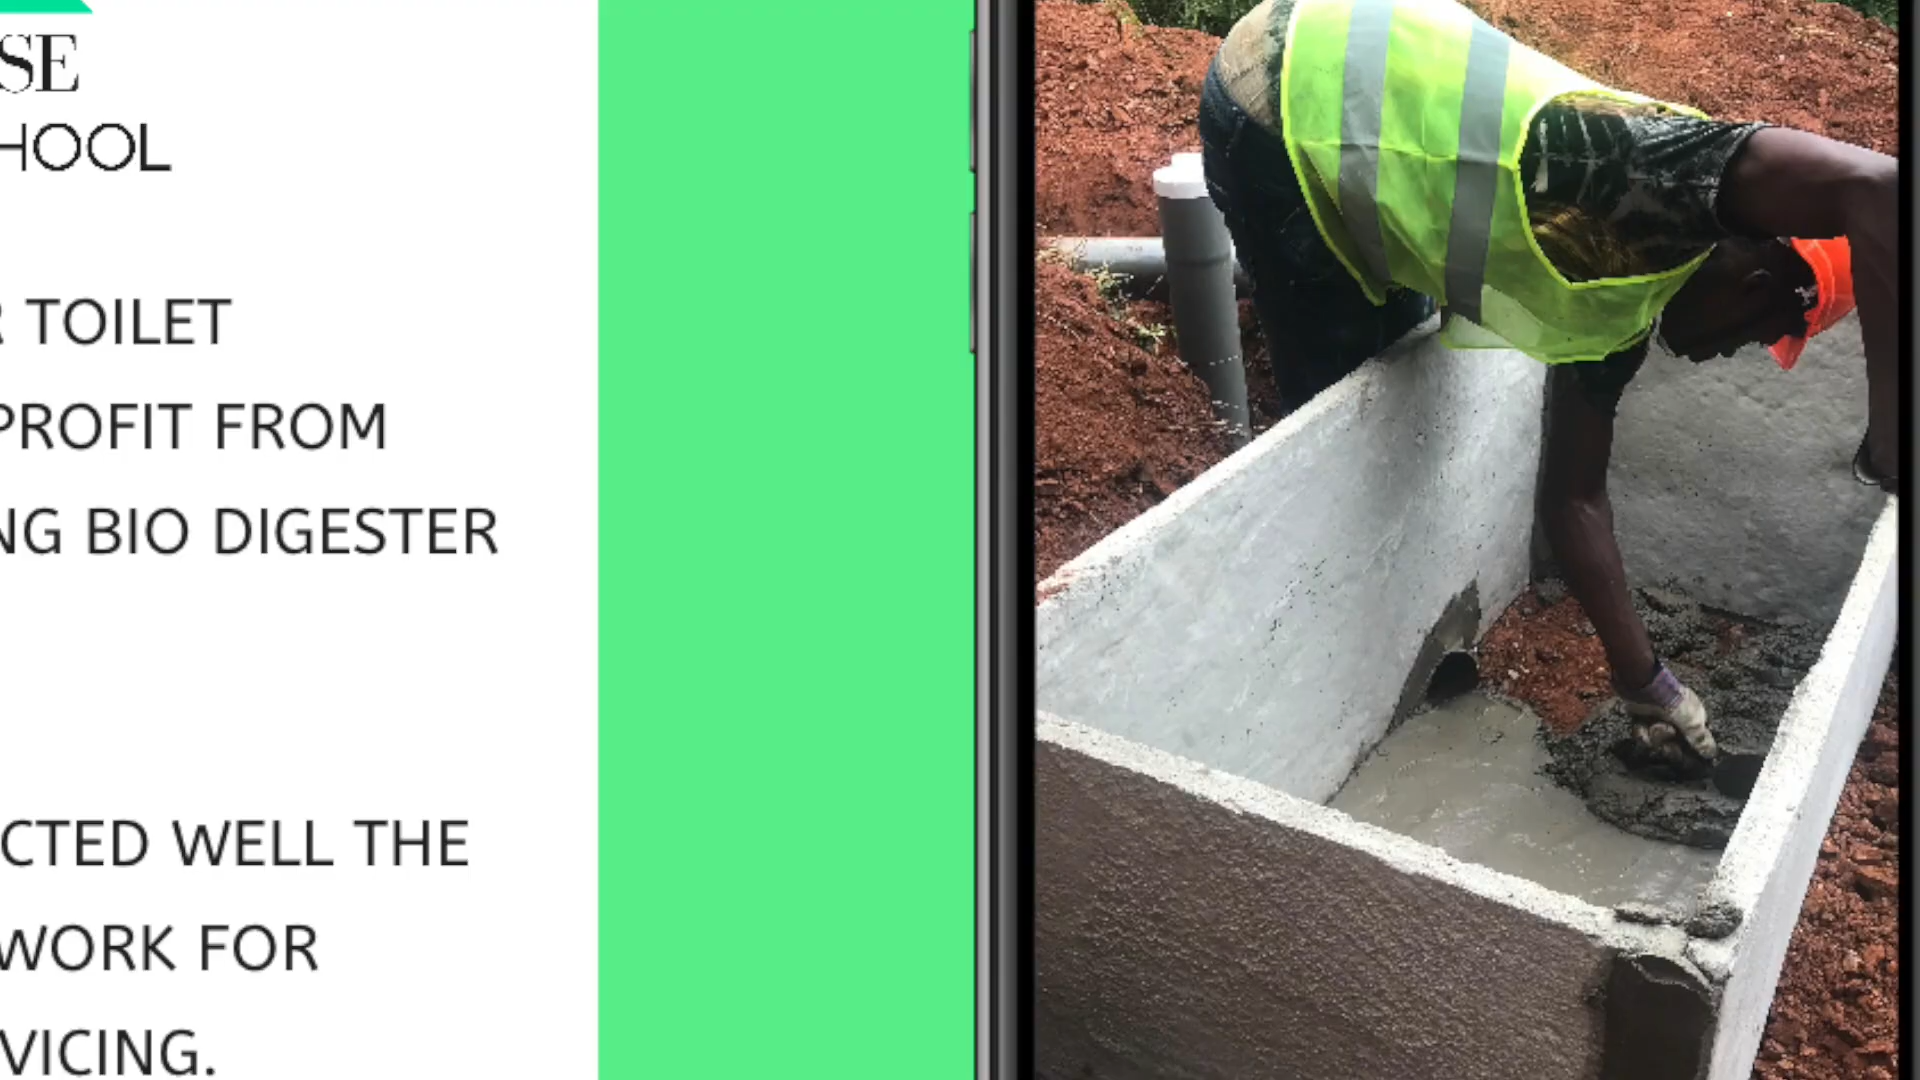 SE
HOOL
R TOILET
PROFIT FROM
NG BIO DIGESTER
CTED WELL THE
WORK FOR
VICING.